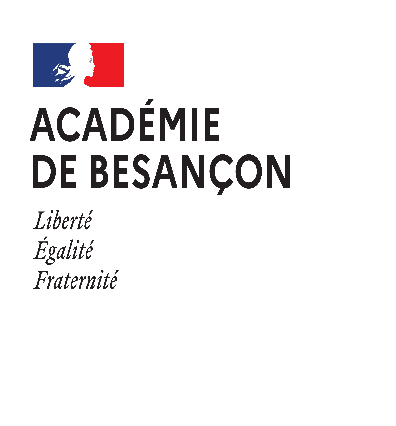 ACADÉMIE
DE BESANÇON
Liberté
Égalité
Fraternité